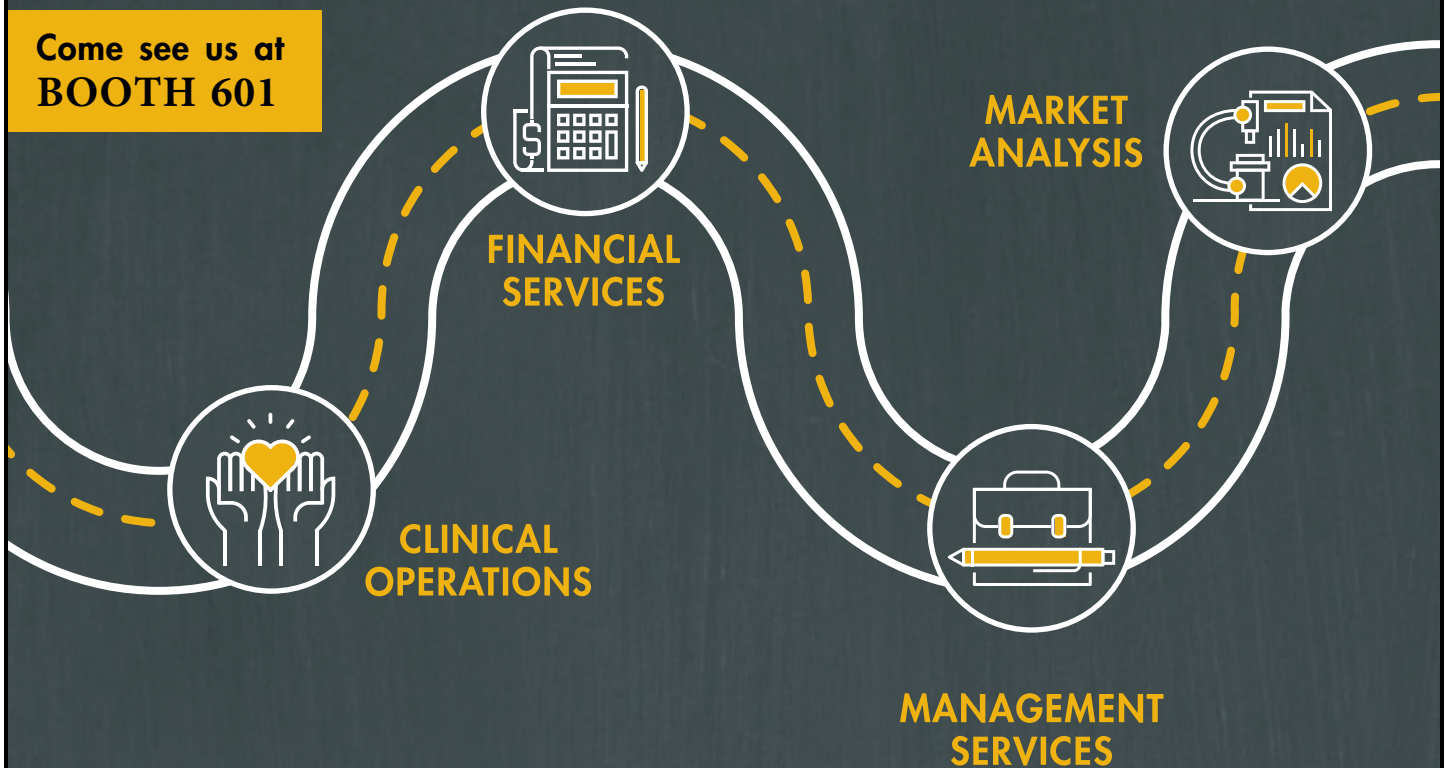 Come see us at
BOOTH 601
MARKET
ANALYSIS
$
FINANCIAL
SERVICES
CLINICAL
OPERATIONS
MANAGEMENT
SERVICES